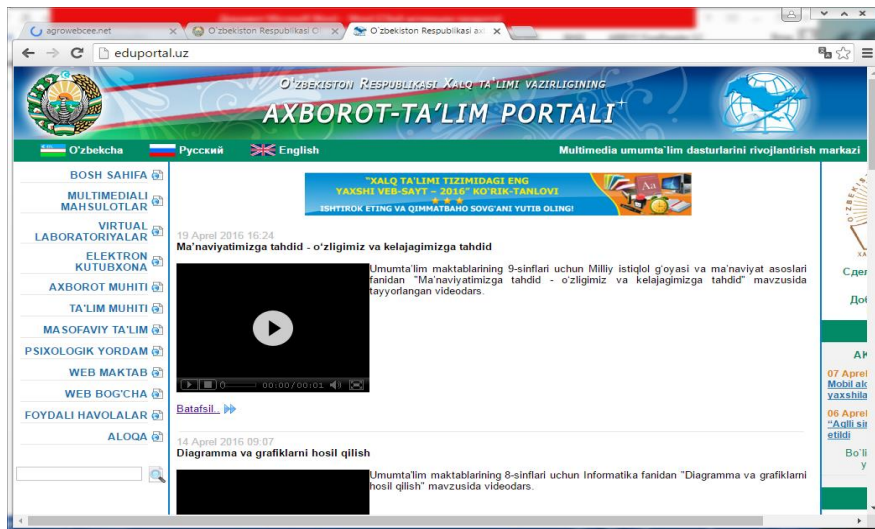 agrowebcee.net
O'zbekiston Respublikasi O
O'zbekiston Respublikasi ax
eduportal.uz
O'ZBEKISTON RESPUBLIKASI XALQ TA'LIMI VAZIRLIGINING
AXBOROT-TA'LIM PORTALI
O'zbekcha Русский English Multimedia umumta`lim dasturlarini rivojlantirish markazi
BOSH SAHIFA
MULTIMEDIALI
MAHSULOTLAR
VIRTUAL
LABORATORIYALAR
ELEKTRON
KUTUBXONA
AXBOROT MUHITI
TA'LIM MUHITI
MASOFAVIY TA'LIM
PSIXOLOGIK YORDAM
WEB MAKTAB
WEB BOG'CHA
FOYDALI HAVOLALAR
ALOQA
"XALQ TA'LIMI TIZIMIDAGI ENG
YAXSHI VEB-SAYT – 2016" KO'RIK-TANLOVI
ISHTIROK ETING VA QIMMATBAHO SOVG'ANI YUTIB OLING!
Aa
19 Aprel 2016 16:24
Ma'naviyatimizga tahdid - o'zligimiz va kelajagimizga tahdid
Umumta'lim maktablarining 9-sinflari uchun Milliy istiqlol g'oyasi va ma'naviyat asoslari
fanidan "Ma'naviyatimizga tahdid - o'zligimiz va kelajagimizga tahdid" mavzusida
tayyorlangan videodars.
00:00/00:01
Batafsil..
14 Aprel 2016 09:07
Diagramma va grafiklarni hosil qilish
Umumta'lim maktablarining 8-sinflari uchun Informatika fanidan "Diagramma va grafiklarni
hosil qilish" mavzusida videodars.
Сдел
Доб
АК
07 Aprel
Mobil alo
yaxshila
06 Aprel
"Aqlli sin
etildi
Bo`li
y